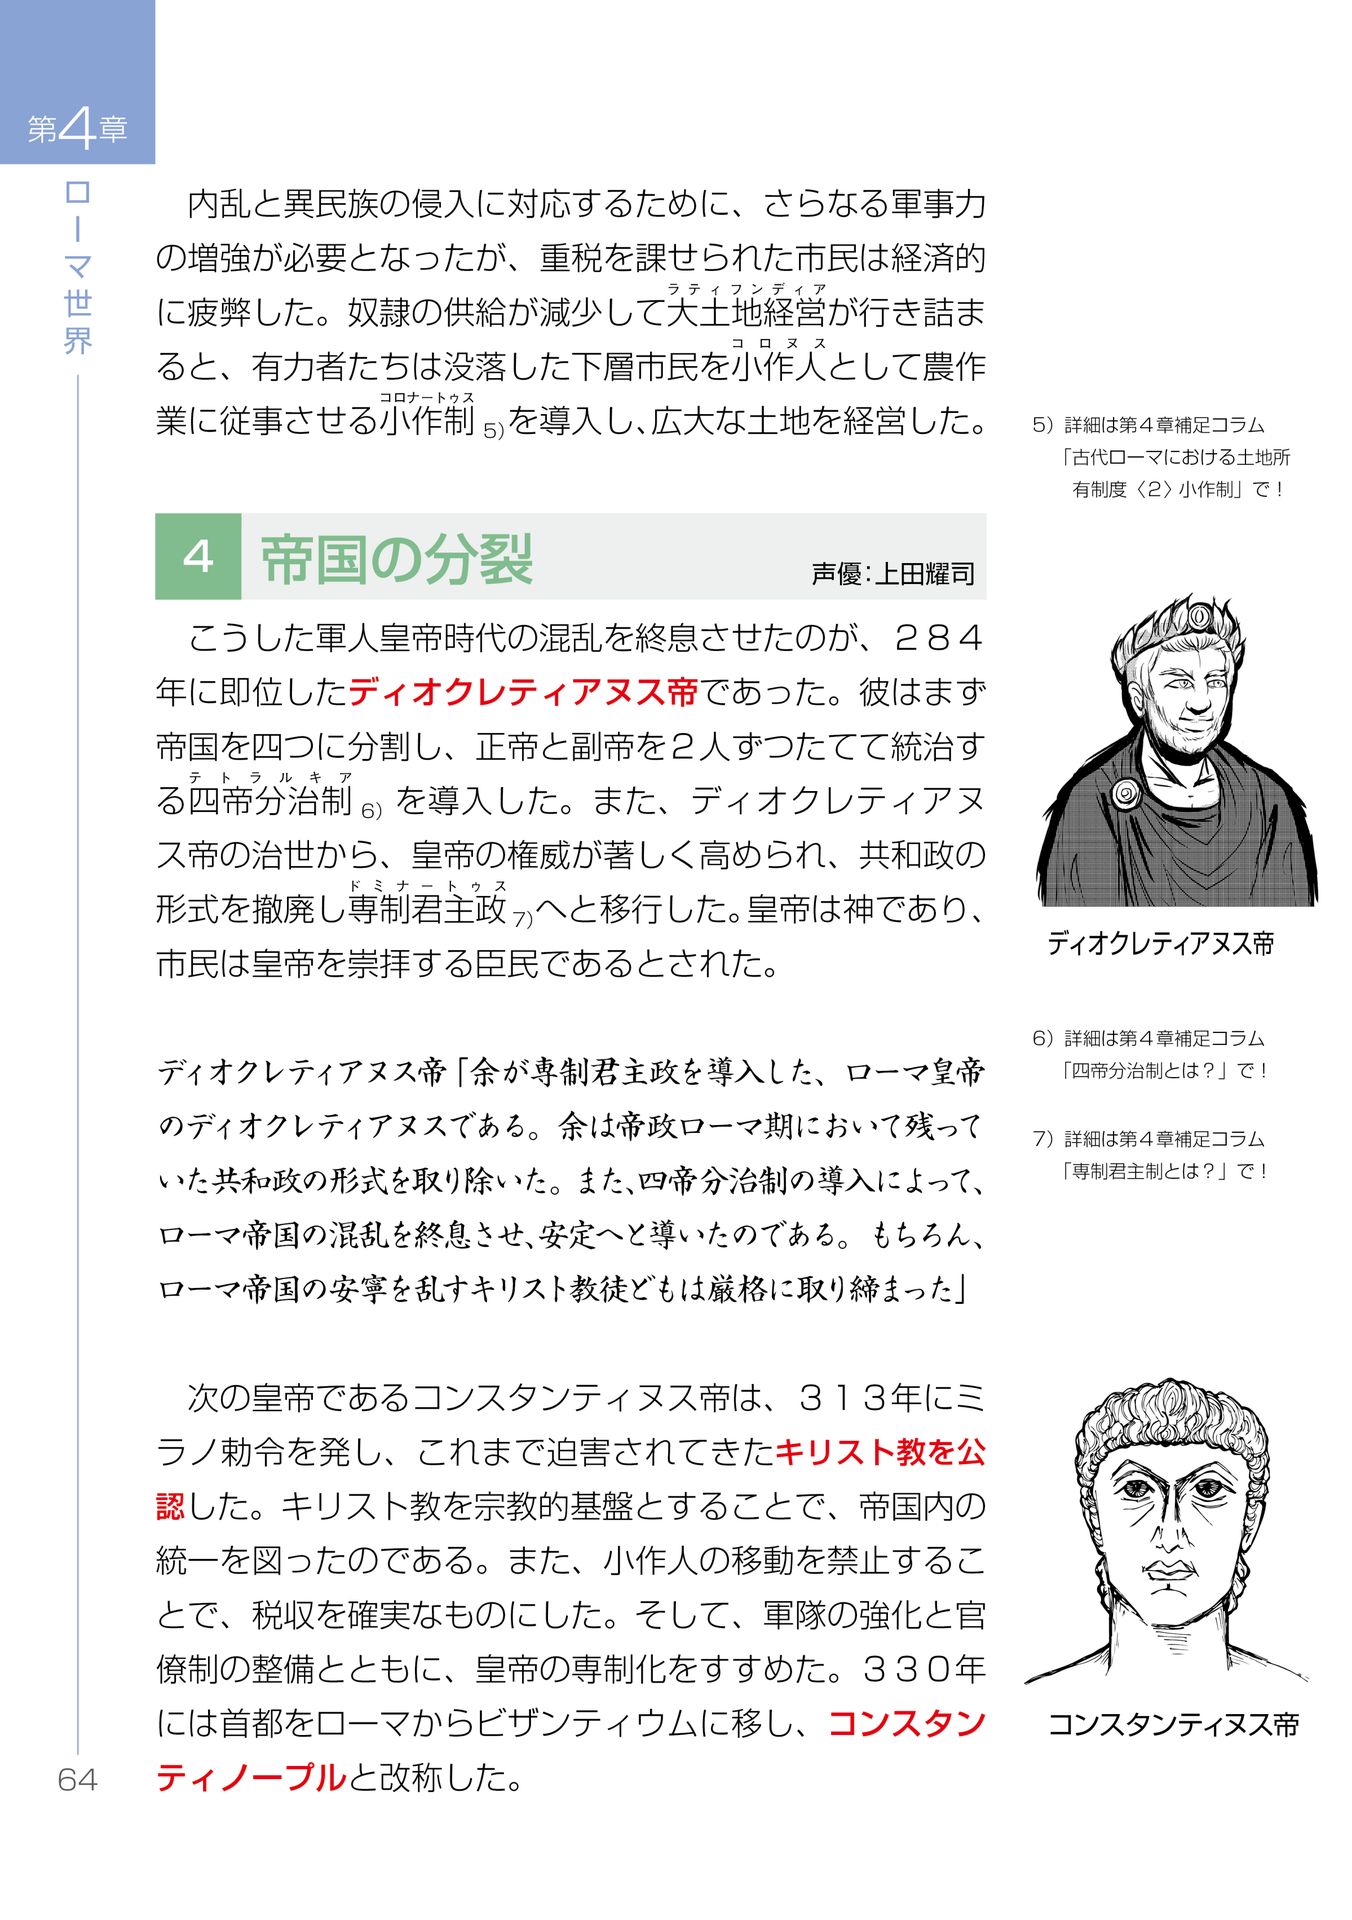 第4章
ローマ世界
内乱と異民族の侵入に対応するために、さらなる軍事力
の増強が必要となったが、重税を課せられた市民は経済的
ラティフンディア
に疲弊した。奴隷の供給が減少して大土地経営が行き詰ま
コロヌス
ると、有力者たちは没落した下層市民を小作人として農作
コロナートゥス
業に従事させる小作制 5)を導入し、広大な土地を経営した。
5）詳細は第４章補足コラム
「古代ローマにおける土地所
有制度〈２〉小作制」で！
4 帝国の分裂
声優：上田耀司
こうした軍人皇帝時代の混乱を終息させたのが、２８４
年に即位したディオクレティアヌス帝であった。彼はまず
帝国を四つに分割し、正帝と副帝を２人ずつたてて統治す
テトラルキア
る四帝分治制 6) を導入した。また、ディオクレティアヌ
ス帝の治世から、皇帝の権威が著しく高められ、共和政の
ドミナートゥス
形式を撤廃し専制君主政 7)へと移行した。皇帝は神であり、
市民は皇帝を崇拝する臣民であるとされた。
ディオクレティアヌス帝
6）詳細は第４章補足コラム
「四帝分治制とは？」で！
7）詳細は第４章補足コラム
「専制君主制とは？」で！
ディオクレティアヌス帝「余が専制君主政を導入した、ローマ皇帝
のディオクレティアヌスである。余は帝政ローマ期において残って
いた共和政の形式を取り除いた。また、四帝分治制の導入によって、
ローマ帝国の混乱を終息させ、安定へと導いたのである。もちろん、
ローマ帝国の安寧を乱すキリスト教徒どもは厳格に取り締まった」
次の皇帝であるコンスタンティヌス帝は、３１３年にミ
ラノ勅令を発し、これまで迫害されてきたキリスト教を公
認した。キリスト教を宗教的基盤とすることで、帝国内の
統一を図ったのである。また、小作人の移動を禁止するこ
とで、税収を確実なものにした。そして、軍隊の強化と官
僚制の整備とともに、皇帝の専制化をすすめた。３３０年
には首都をローマからビザンティウムに移し、コンスタン
ティノープルと改称した。
コンスタンティヌス帝
64